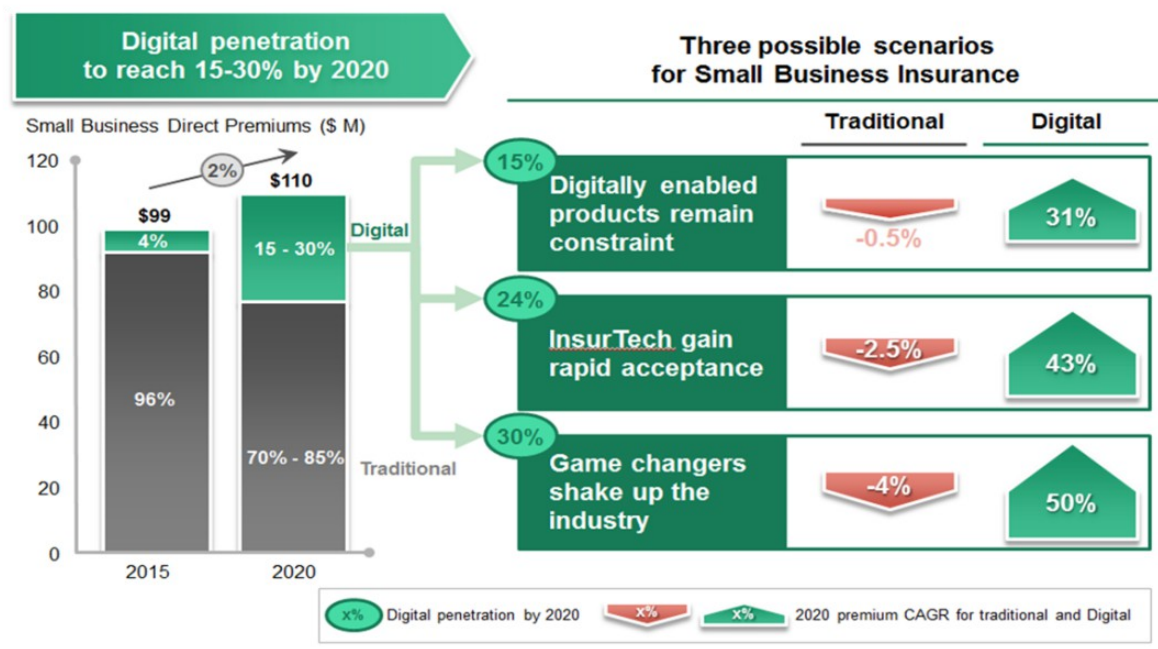 Digital penetration
to reach 15-30% by 2020
Small Business Direct Premiums ($ M)
120
100
80
60
40
20
0
2%
$99
4%
96%
2015
$110
15 - 30%
70% - 85%
2020
Digital
Traditional
Three possible scenarios
for Small Business Insurance
Traditional
Digital
15%
Digitally enabled
products remain
constraint
-0.5%
31%
24%
InsurTech gain
rapid acceptance
-2.5%
43%
30%
Game changers
shake up the
industry
-4%
50%
x%
Digital penetration by 2020
x%
x%
2020 premium CAGR for traditional and Digital